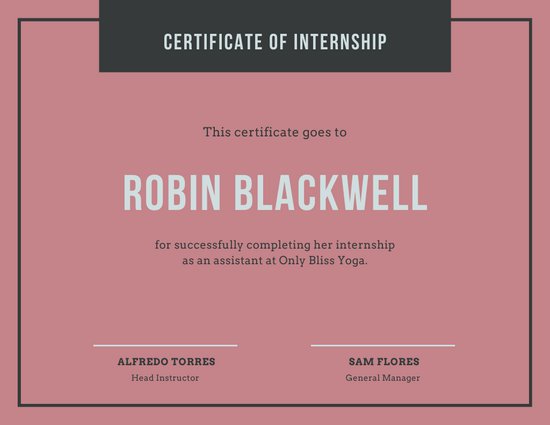 CERTIFICATE OF INTERNSHIP
This certificate goes to
ROBIN BLACKWELL
for successfully completing her internship
as an assistant at Only Bliss Yoga.
ALFREDO TORRES
Head Instructor
SAM FLORES
General Manager